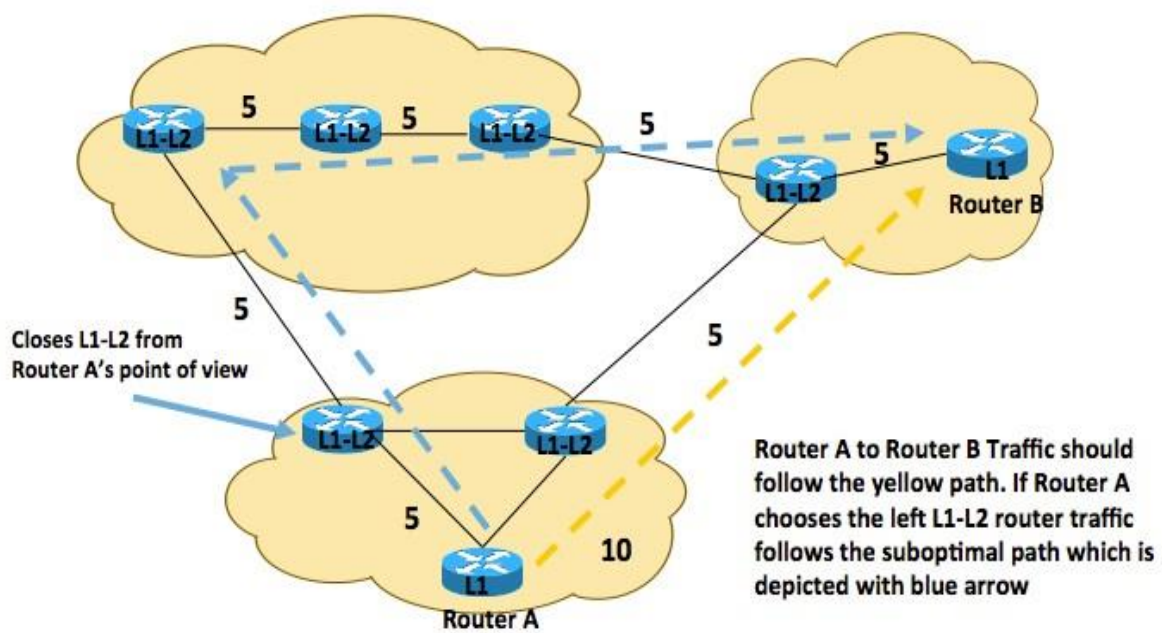 5
5
5
L1-L2
L1-L2
L1-L2
5
L1-L2
L1
Router B
5
5
Closes L1-L2 from
Router A's point of view
L1-L2
L1-L2
5
10
L1
Router A
Router A to Router B Traffic should
follow the yellow path. If Router A
chooses the left L1-L2 router traffic
follows the suboptimal path which is
depicted with blue arrow